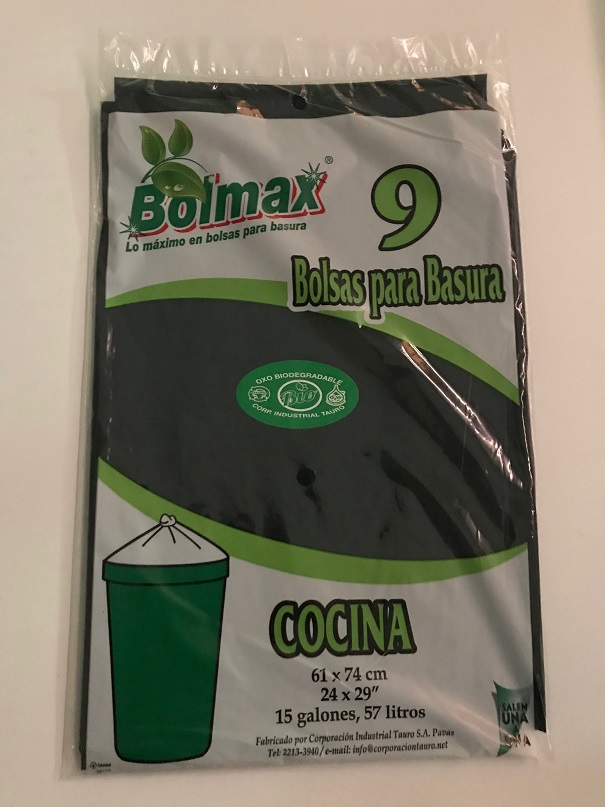 Bolmax®
Lo máximo en bolsas para basura
9
Bolsas para Basura
OXO BIODEGRADABLE
BIO
CORP. INDUSTRIAL TAURO
COCINA
61 x 74 cm
24 x 29"
15 galones, 57 litros
Fabricado por Corporación Industrial Tauro S.A. Pavas
Tel: 2213-3940 / e-mail: info@corporaciontauro.net
SALEN
UNA
A
UNA